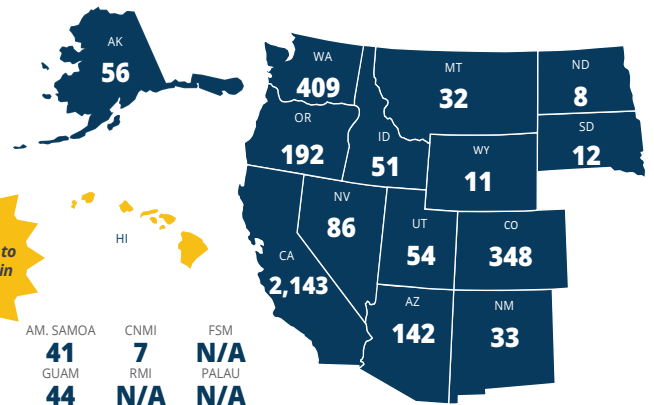 AK
56
WA
409
MT
32
ND
8
OR
192
ID
51
SD
12
WY
11
NV
86
UT
54
CO
348
HI
to
in
CA
2,143
AZ
142
NM
33
AM. SAMOA CNMI FSM
41 7 N/A
GUAM RMI PALAU
44 N/A N/A